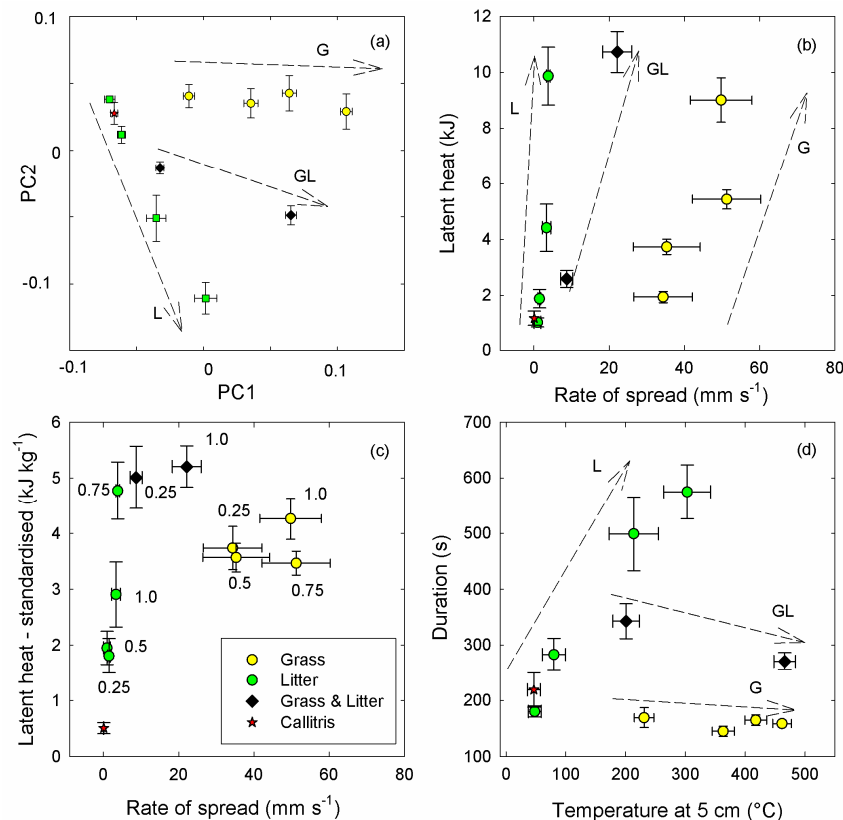 (a)
G
GL
L
0.1
0
-0.1
PC2
-0.1
0
0.1
PC1
(b)
L
GL
G
12
10
8
6
4
2
0
Latent heat (kJ)
0
20
40
60
80
Rate of spread (mm s-1)
(c)
1.0
0.75
0.25
0.25
1.0
0.5
0.75
1.0
0.5
0.25
Grass
Litter
Grass & Litter
Callitris
6
5
4
3
2
1
0
Latent heat - standardised (kJ kg-1)
0
20
40
60
80
Rate of spread (mm s-1)
(d)
L
GL
G
700
600
500
400
300
200
100
Duration (s)
0
100
200
300
400
500
Temperature at 5 cm (°C)